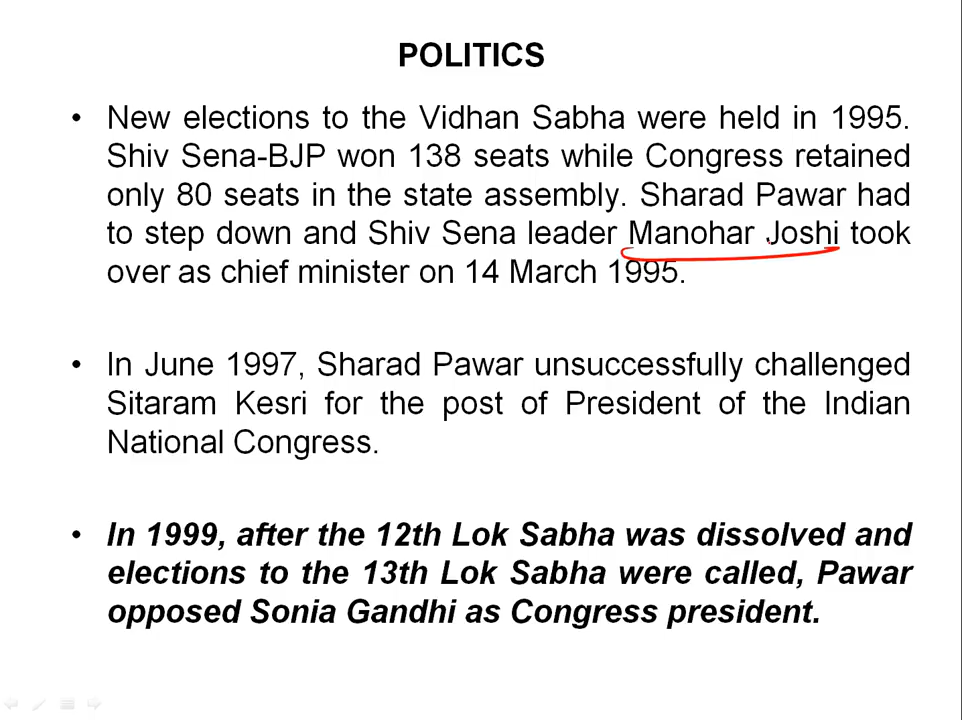 POLITICS
• New elections to the Vidhan Sabha were held in 1995.
Shiv Sena-BJP won 138 seats while Congress retained
only 80 seats in the state assembly. Sharad Pawar had
to step down and Shiv Sena leader Manohar Joshi took
over as chief minister on 14 March 1995.
• In June 1997, Sharad Pawar unsuccessfully challenged
Sitaram Kesri for the post of President of the Indian
National Congress.
• In 1999, after the 12th Lok Sabha was dissolved and
elections to the 13th Lok Sabha were called, Pawar
opposed Sonia Gandhi as Congress president.